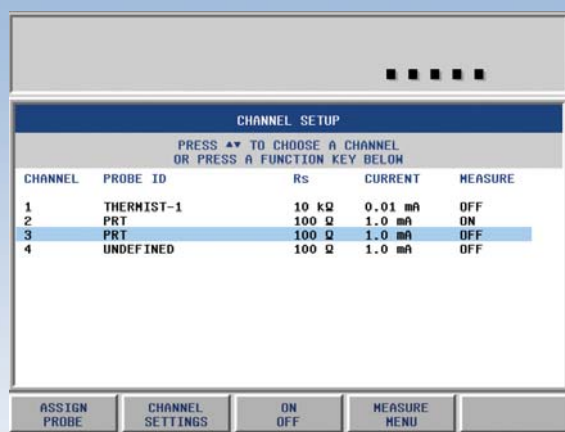 CHANNEL SETUP
PRESS ▲▼ TO CHOOSE A CHANNEL
OR PRESS A FUNCTION KEY BELOW
CHANNEL PROBE ID Rs CURRENT MEASURE
1 THERMIST-1 10 kΩ 0.01 mA OFF
2 PRT 100 Ω 1.0 mA ON
3 PRT 100 Ω 1.0 mA OFF
4 UNDEFINED 100 Ω 1.0 mA OFF
ASSIGN PROBE
CHANNEL SETTINGS
ON OFF
MEASURE MENU